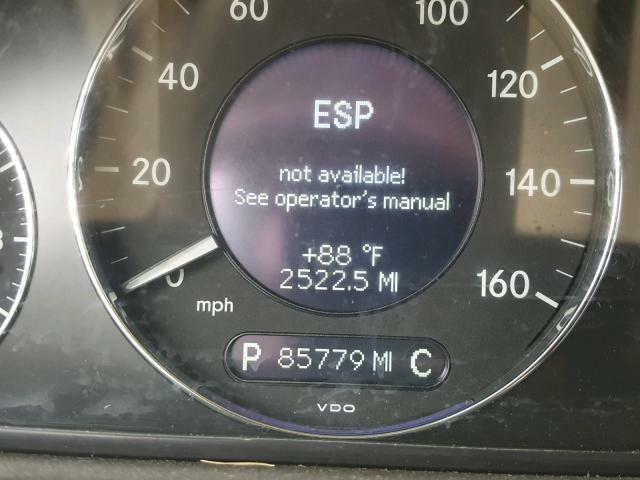 60
100
40
120
ESP
20
not available!
140
See operator's manual
+88 °F
0
2522.5 MI
160
mph
P 85779 MI C
VDO